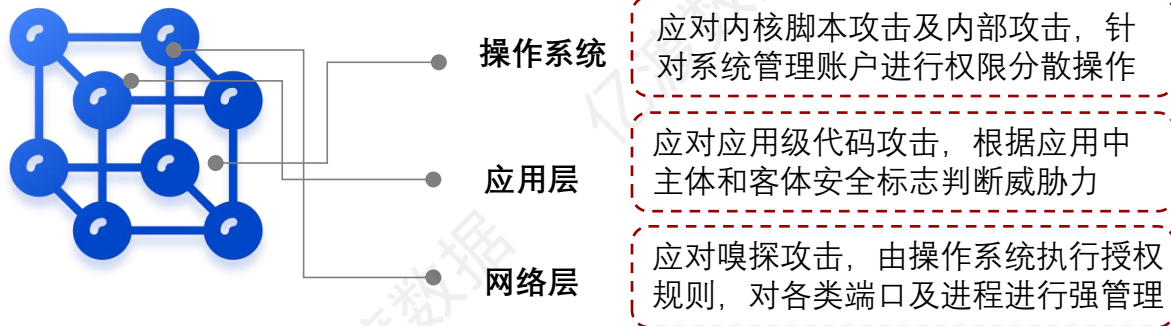 操作系统
应对内核脚本攻击及内部攻击，针
对系统管理账户进行权限分散操作
应用层
应对应用级代码攻击，根据应用中
主体和客体安全标志判断威胁力
网络层
应对嗅探攻击，由操作系统执行授权
规则，对各类端口及进程进行强管理